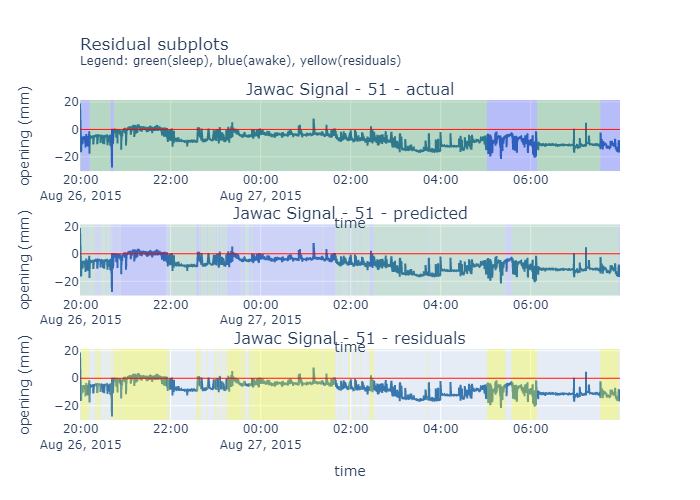 Residual subplots
Legend: green(sleep), blue(awake), yellow(residuals)
Jawac Signal - 51 - actual
opening (mm)
20
0
−20
20:00 22:00 00:00 02:00 04:00 06:00
Aug 26, 2015 Aug 27, 2015
time
Jawac Signal - 51 - predicted
opening (mm)
20
0
−20
20:00 22:00 00:00 02:00 04:00 06:00
Aug 26, 2015 Aug 27, 2015
time
Jawac Signal - 51 - residuals
opening (mm)
20
0
−20
20:00 22:00 00:00 02:00 04:00 06:00
Aug 26, 2015 Aug 27, 2015
time